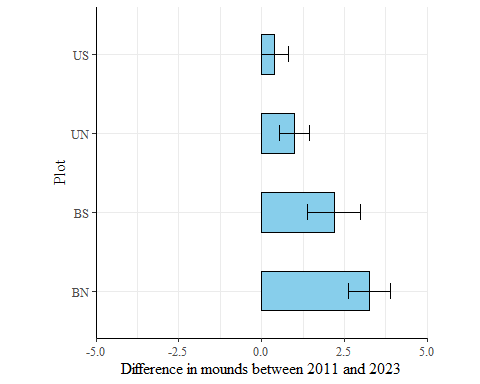 US
UN
BS
BN
Plot
-5.0 -2.5 0.0 2.5 5.0
Difference in mounds between 2011 and 2023